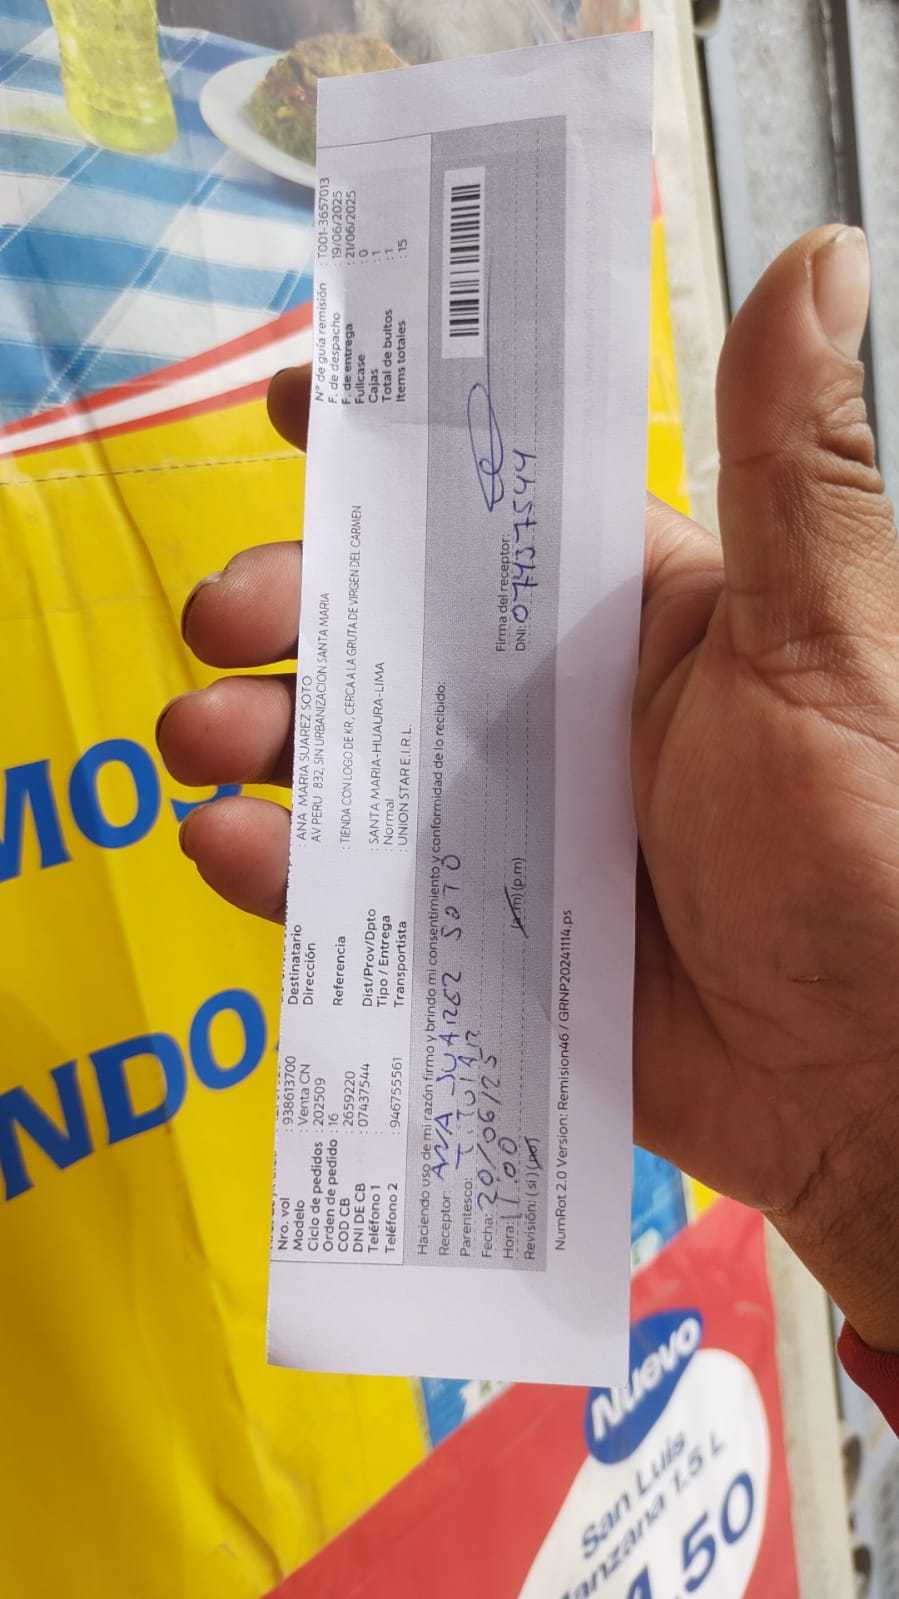 Nro. vol : 938613700
Modelo : Venta CN
Ciclo de pedidos : 202509
Orden de pedido : 16
COD CB : 2659220
DNI DE CB : 07437544
Teléfono 1 :
Teléfono 2 : 946755561
Destinatario : ANA MARIA SUAREZ SOTO
Dirección : AV PERU 832, SIN URBANIZACION SANTA MARIA
Referencia : TIENDA CON LOGO DE KR, CERCA A LA GRUTA DE VIRGEN DEL CARMEN
Dist/Prov/Dpto : SANTA MARIA-HUAURA-LIMA
Tipo / Entrega : Normal
Transportista : UNION STAR E.I.R.L.
N° de guía remisión : T001-3657013
F. de despacho : 19/06/2025
F. de entrega : 21/06/2025
Fullcase : 0
Cajas : 1
Total de bultos : 1
Items totales : 15
Haciendo uso de mi razón firmo y brindo mi consentimiento y conformidad de lo recibido:
Receptor: ANA SUAREZ SOTO
Parentesco: TITULAR
Fecha: 20/06/25
Hora: 11:00 (a.m)(p.m)
Revisión: (si) (no)
Firma del receptor:
DNI: 07437544
NumRot 2.0 Version: Remision46 / GRNP20241114.ps
MOS
NDO.
Nuevo
San Luis
Manzana 1.5 L
.50